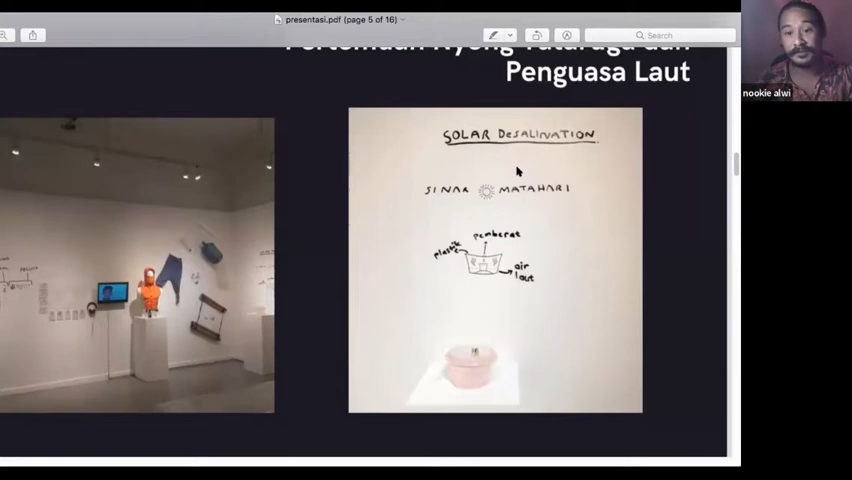 presentasi.pdf (page 5 of 16)
Search
nookie alwi
Penguasa Laut
SOLAR DESALINATION
SINAR MATAHARI
pemberat
plastik
air
laut